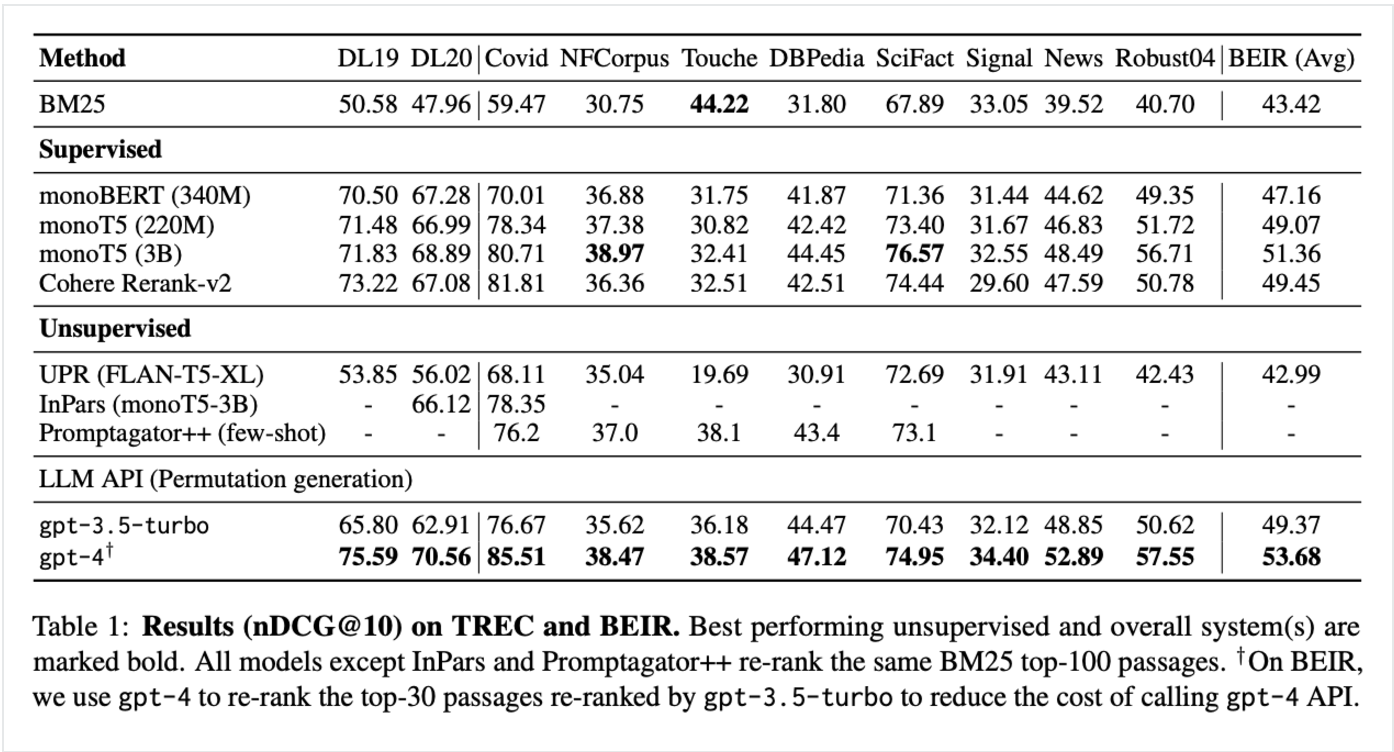 Method DL19 DL20 Covid NFCorpus Touche DBPedia SciFact Signal News Robust04 BEIR (Avg)
BM25 50.58 47.96 59.47 30.75 44.22 31.80 67.89 33.05 39.52 40.70 43.42
Supervised
monoBERT (340M) 70.50 67.28 70.01 36.88 31.75 41.87 71.36 31.44 44.62 49.35 47.16
monoT5 (220M) 71.48 66.99 78.34 37.38 30.82 42.42 73.40 31.67 46.83 51.72 49.07
monoT5 (3B) 71.83 68.89 80.71 38.97 32.41 44.45 76.57 32.55 48.49 56.71 51.36
Cohere Rerank-v2 73.22 67.08 81.81 36.36 32.51 42.51 74.44 29.60 47.59 50.78 49.45
Unsupervised
UPR (FLAN-T5-XL) 53.85 56.02 68.11 35.04 19.69 30.91 72.69 31.91 43.11 42.43 42.99
InPars (monoT5-3B) - 66.12 78.35 - - - - - - - -
Promptagator++ (few-shot) - - 76.2 37.0 38.1 43.4 73.1 - - - -
LLM API (Permutation generation)
gpt-3.5-turbo 65.80 62.91 76.67 35.62 36.18 44.47 70.43 32.12 48.85 50.62 49.37
gpt-4† 75.59 70.56 85.51 38.47 38.57 47.12 74.95 34.40 52.89 57.55 53.68
Table 1: Results (nDCG@10) on TREC and BEIR. Best performing unsupervised and overall system(s) are
marked bold. All models except InPars and Promptagator++ re-rank the same BM25 top-100 passages. †On BEIR,
we use gpt-4 to re-rank the top-30 passages re-ranked by gpt-3.5-turbo to reduce the cost of calling gpt-4 API.